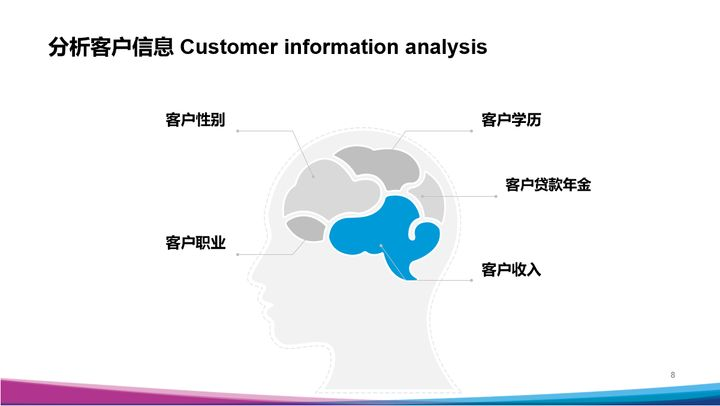 分析客户信息 Customer information analysis
客户性别
客户学历
客户贷款年金
客户职业
客户收入
8